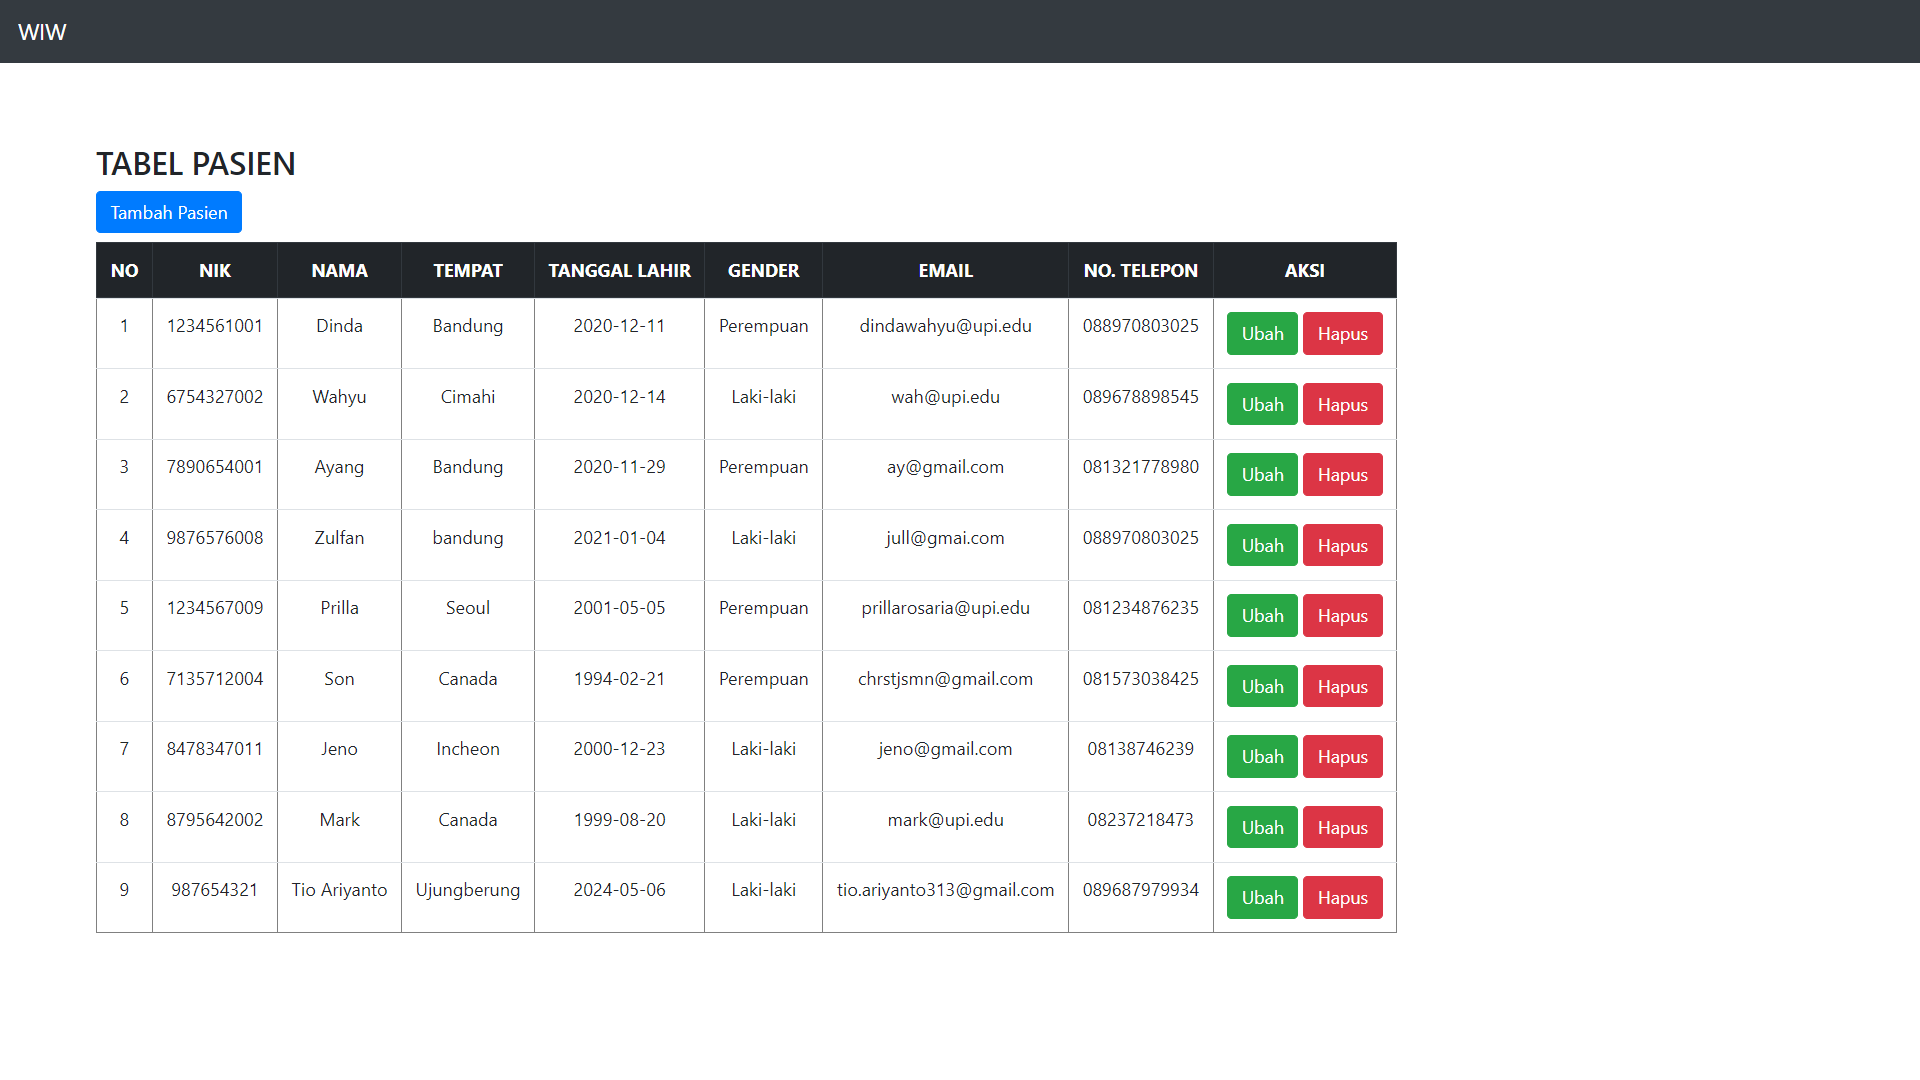 WIW
TABEL PASIEN
Tambah Pasien
NO NIK NAMA TEMPAT TANGGAL LAHIR GENDER EMAIL NO. TELEPON AKSI
1 1234561001 Dinda Bandung 2020-12-11 Perempuan dindawahyu@upi.edu 088970803025 Ubah Hapus
2 6754327002 Wahyu Cimahi 2020-12-14 Laki-laki wah@upi.edu 089678898545 Ubah Hapus
3 7890654001 Ayang Bandung 2020-11-29 Perempuan ay@gmail.com 081321778980 Ubah Hapus
4 9876576008 Zulfan bandung 2021-01-04 Laki-laki jull@gmai.com 088970803025 Ubah Hapus
5 1234567009 Prilla Seoul 2001-05-05 Perempuan prillarosaria@upi.edu 081234876235 Ubah Hapus
6 7135712004 Son Canada 1994-02-21 Perempuan chrstjsmn@gmail.com 081573038425 Ubah Hapus
7 8478347011 Jeno Incheon 2000-12-23 Laki-laki jeno@gmail.com 08138746239 Ubah Hapus
8 8795642002 Mark Canada 1999-08-20 Laki-laki mark@upi.edu 08237218473 Ubah Hapus
9 987654321 Tio Ariyanto Ujungberung 2024-05-06 Laki-laki tio.ariyanto313@gmail.com 089687979934 Ubah Hapus